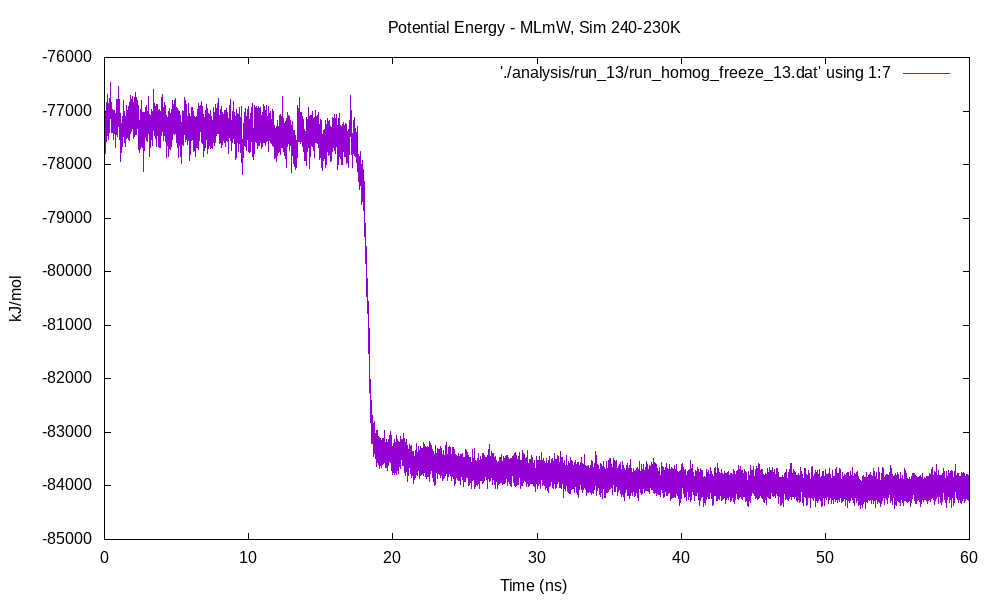 Potential Energy - MLmW, Sim 240-230K
'./analysis/run_13/run_homog_freeze_13.dat' using 1:7
-76000
-77000
-78000
-79000
-80000
-81000
-82000
-83000
-84000
-85000
kJ/mol
0 10 20 30 40 50 60
Time (ns)